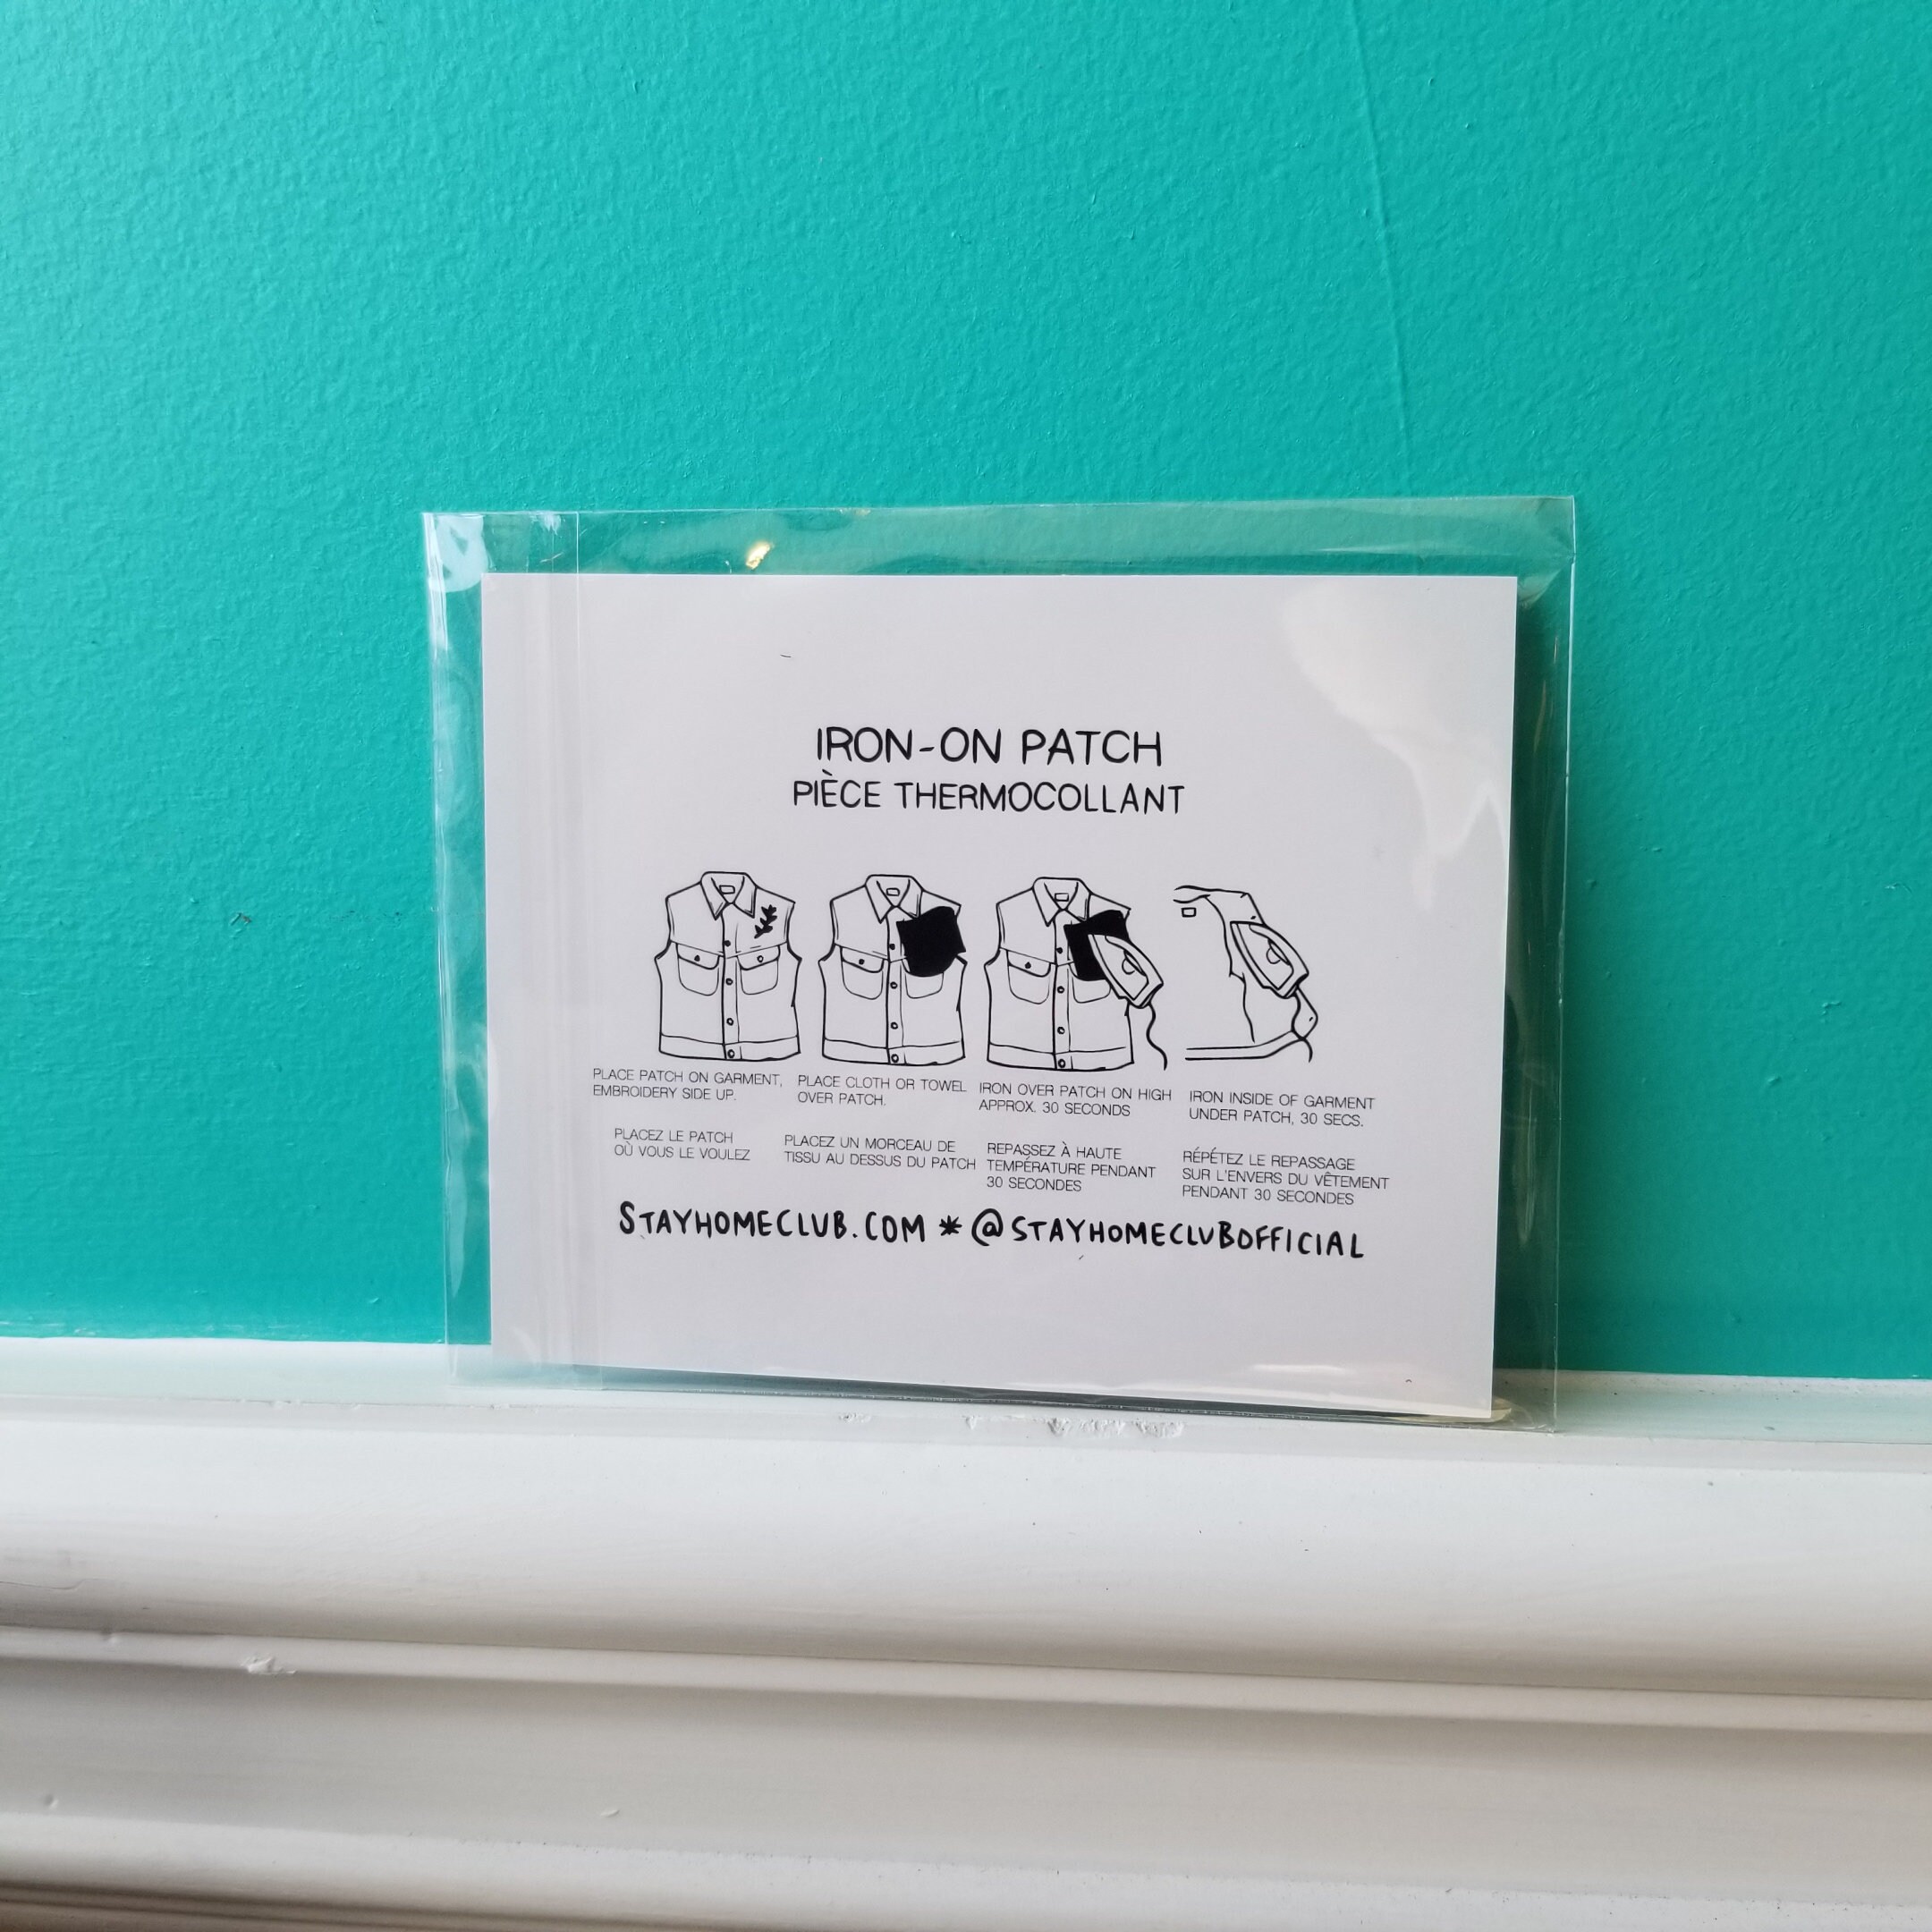 IRON-ON PATCH
PIÈCE THERMOCOLLANT
PLACE PATCH ON GARMENT,
EMBROIDERY SIDE UP.
PLACE CLOTH OR TOWEL
OVER PATCH.
IRON OVER PATCH ON HIGH
APPROX. 30 SECONDS
IRON INSIDE OF GARMENT
UNDER PATCH, 30 SECS.
PLACEZ LE PATCH
OÙ VOUS LE VOULEZ
PLACEZ UN MORCEAU DE
TISSU AU DESSUS DU PATCH
REPASSEZ À HAUTE
TEMPÉRATURE PENDANT
30 SECONDES
RÉPÉTEZ LE REPASSAGE
SUR L'ENVERS DU VÊTEMENT
PENDANT 30 SECONDES
STAYHOMECLUB.COM * @STAYHOMECLUBOFFICIAL